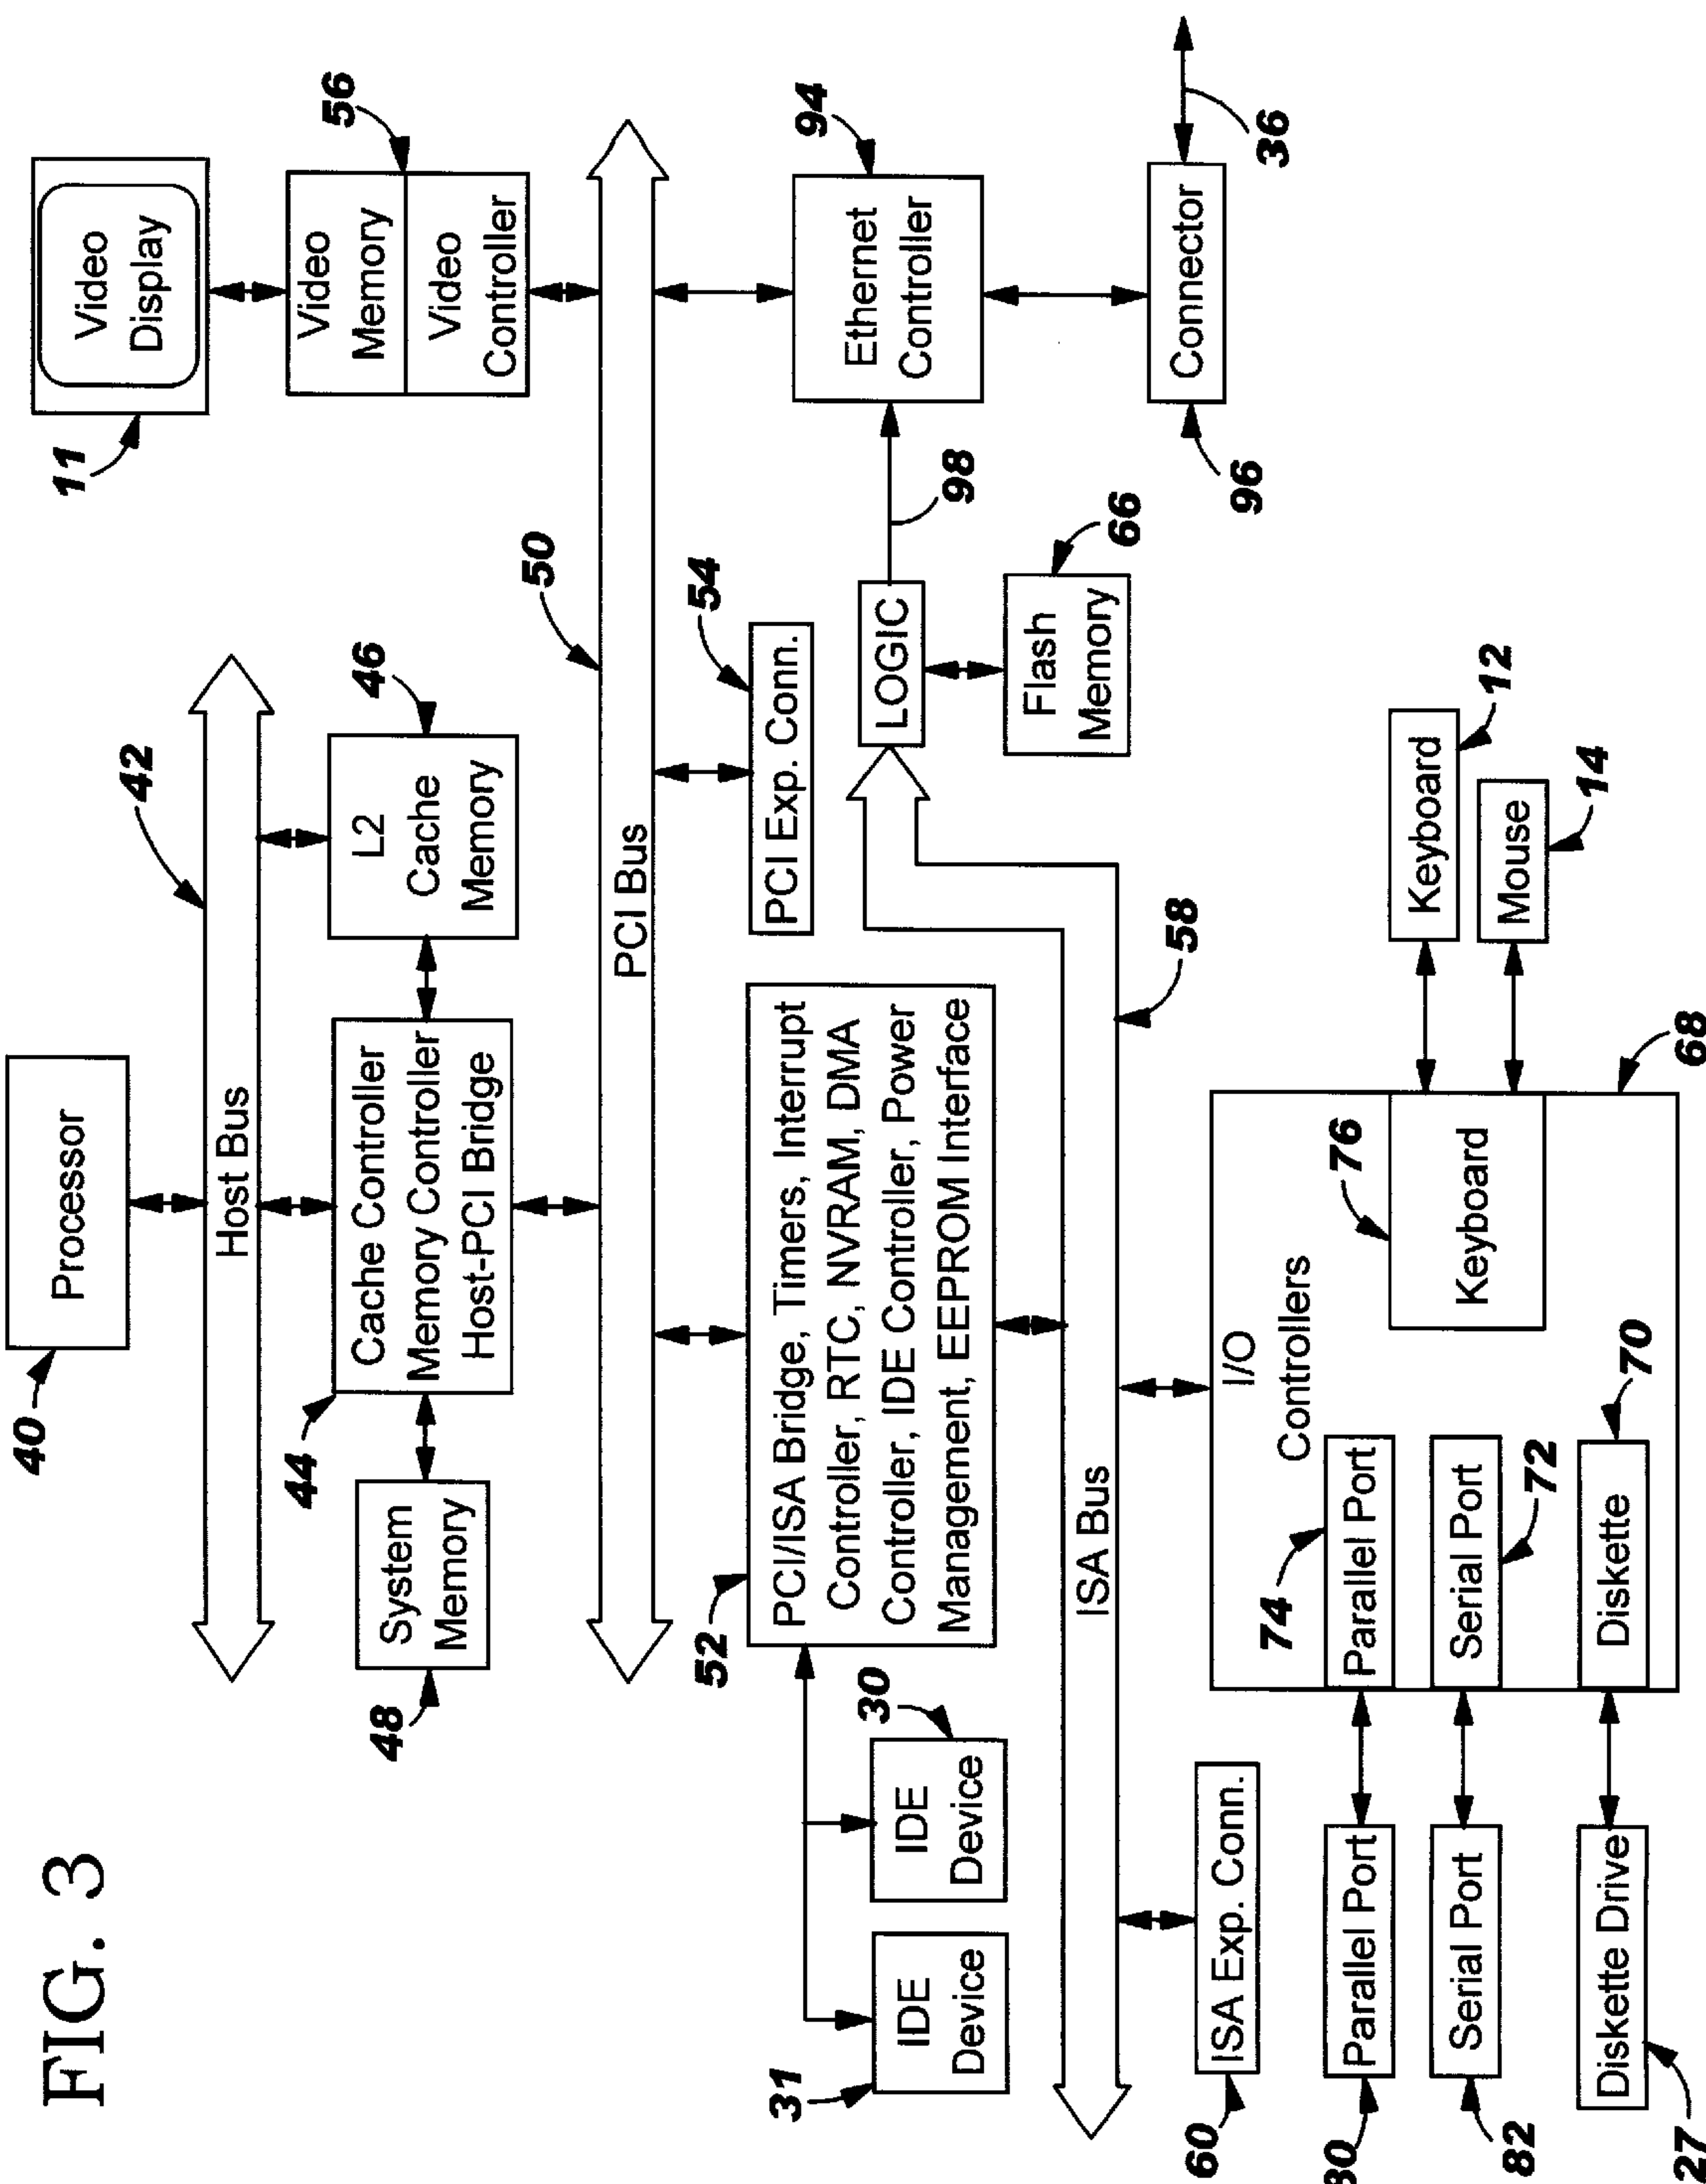 FIG. 3
40
Processor
11
Video
Display
42
Host Bus
56
Video
Memory
Video
Controller
48
System
Memory
44
Cache Controller
Memory Controller
Host-PCI Bridge
46
L2
Cache
Memory
50
PCI Bus
52
PCI/ISA Bridge, Timers, Interrupt
Controller, RTC, NVRAM, DMA
Controller, IDE Controller, Power
Management, EEPROM Interface
54
PCI Exp. Conn.
94
Ethernet
Controller
31
IDE
Device
30
IDE
Device
LOGIC
98
66
Flash
Memory
58
ISA Bus
96
Connector
36
60
ISA Exp. Conn.
I/O
Controllers
68
80
Parallel Port
74
Parallel Port
76
Keyboard
Keyboard
12
82
Serial Port
Serial Port
72
Mouse
14
27
Diskette Drive
Diskette
70